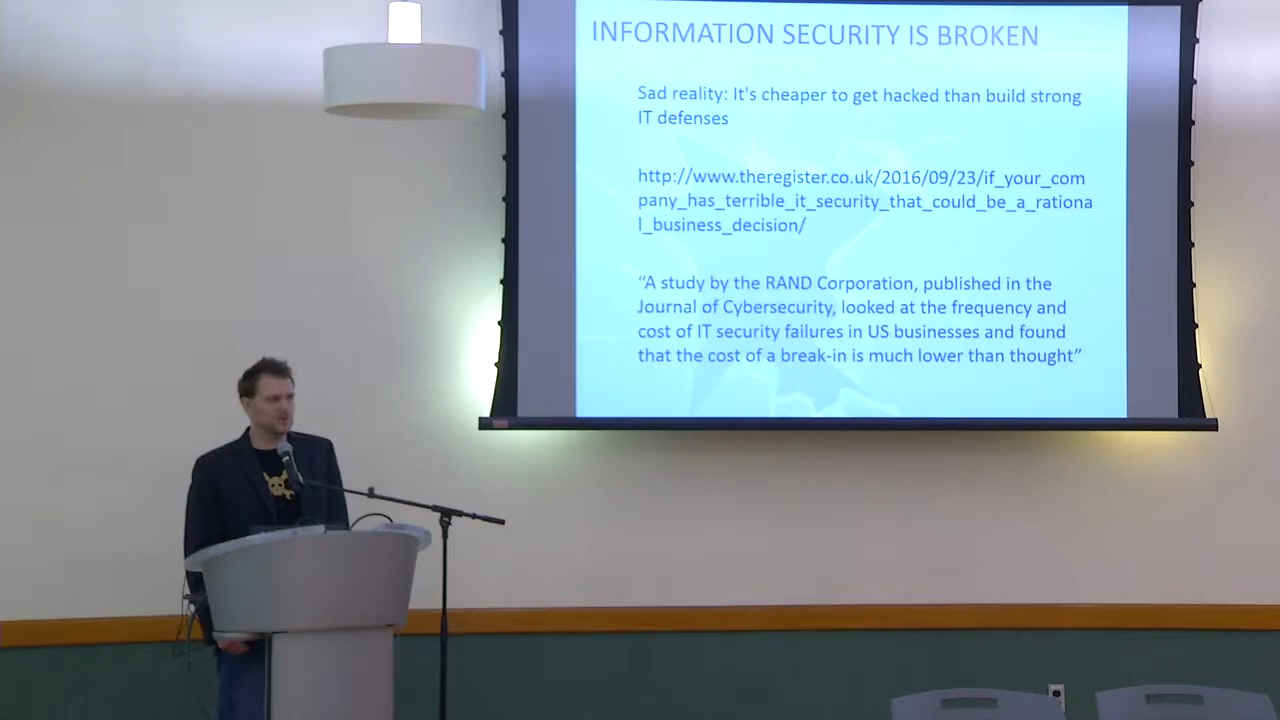 INFORMATION SECURITY IS BROKEN
Sad reality: It's cheaper to get hacked than build strong
IT defenses
http://www.theregister.co.uk/2016/09/23/if_your_com
pany_has_terrible_it_security_that_could_be_a_rationa
l_business_decision/
“A study by the RAND Corporation, published in the
Journal of Cybersecurity, looked at the frequency and
cost of IT security failures in US businesses and found
that the cost of a break-in is much lower than thought”